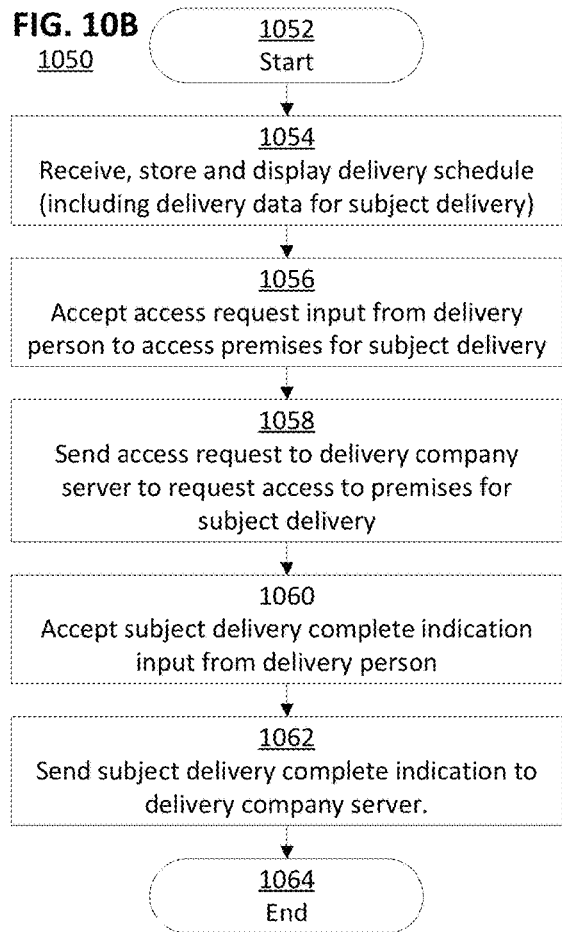 FIG. 10B
1050
1052
Start
1054
Receive, store and display delivery schedule
(including delivery data for subject delivery)
1056
Accept access request input from delivery
person to access premises for subject delivery
1058
Send access request to delivery company
server to request access to premises for
subject delivery
1060
Accept subject delivery complete indication
input from delivery person
1062
Send subject delivery complete indication to
delivery company server.
1064
End